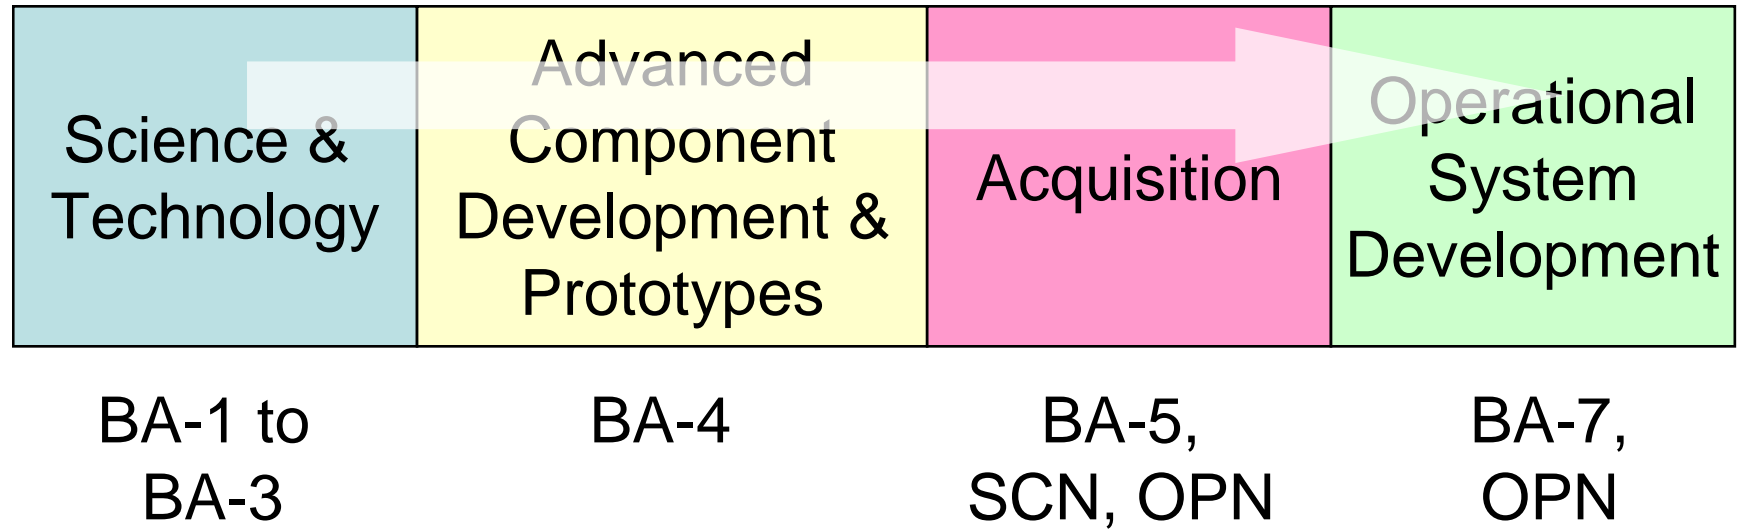 Science &
Technology
Advanced
Component
Development &
Prototypes
Acquisition
Operational
System
Development
BA-1 to
BA-3
BA-4
BA-5,
SCN, OPN
BA-7,
OPN